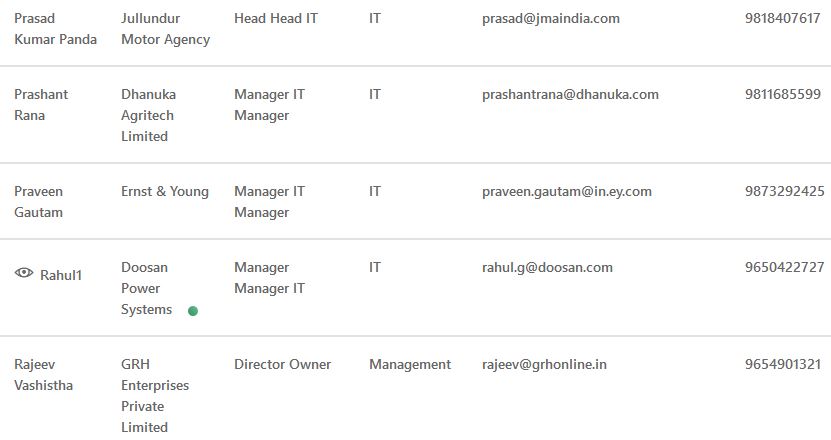 Prasad Jullundur Head Head IT IT prasad@jmaindia.com 9818407617
Kumar Panda Motor Agency
Prashant Dhanuka Manager IT IT prashantrana@dhanuka.com 9811685599
Rana Agritech Manager
Limited
Praveen Ernst & Young Manager IT IT praveen.gautam@in.ey.com 9873292425
Gautam Manager
Rahul1 Doosan Manager IT rahul.g@doosan.com 9650422727
Power Manager IT
Systems
Rajeev GRH Director Owner Management rajeev@grhonline.in 9654901321
Vashistha Enterprises
Private
Limited